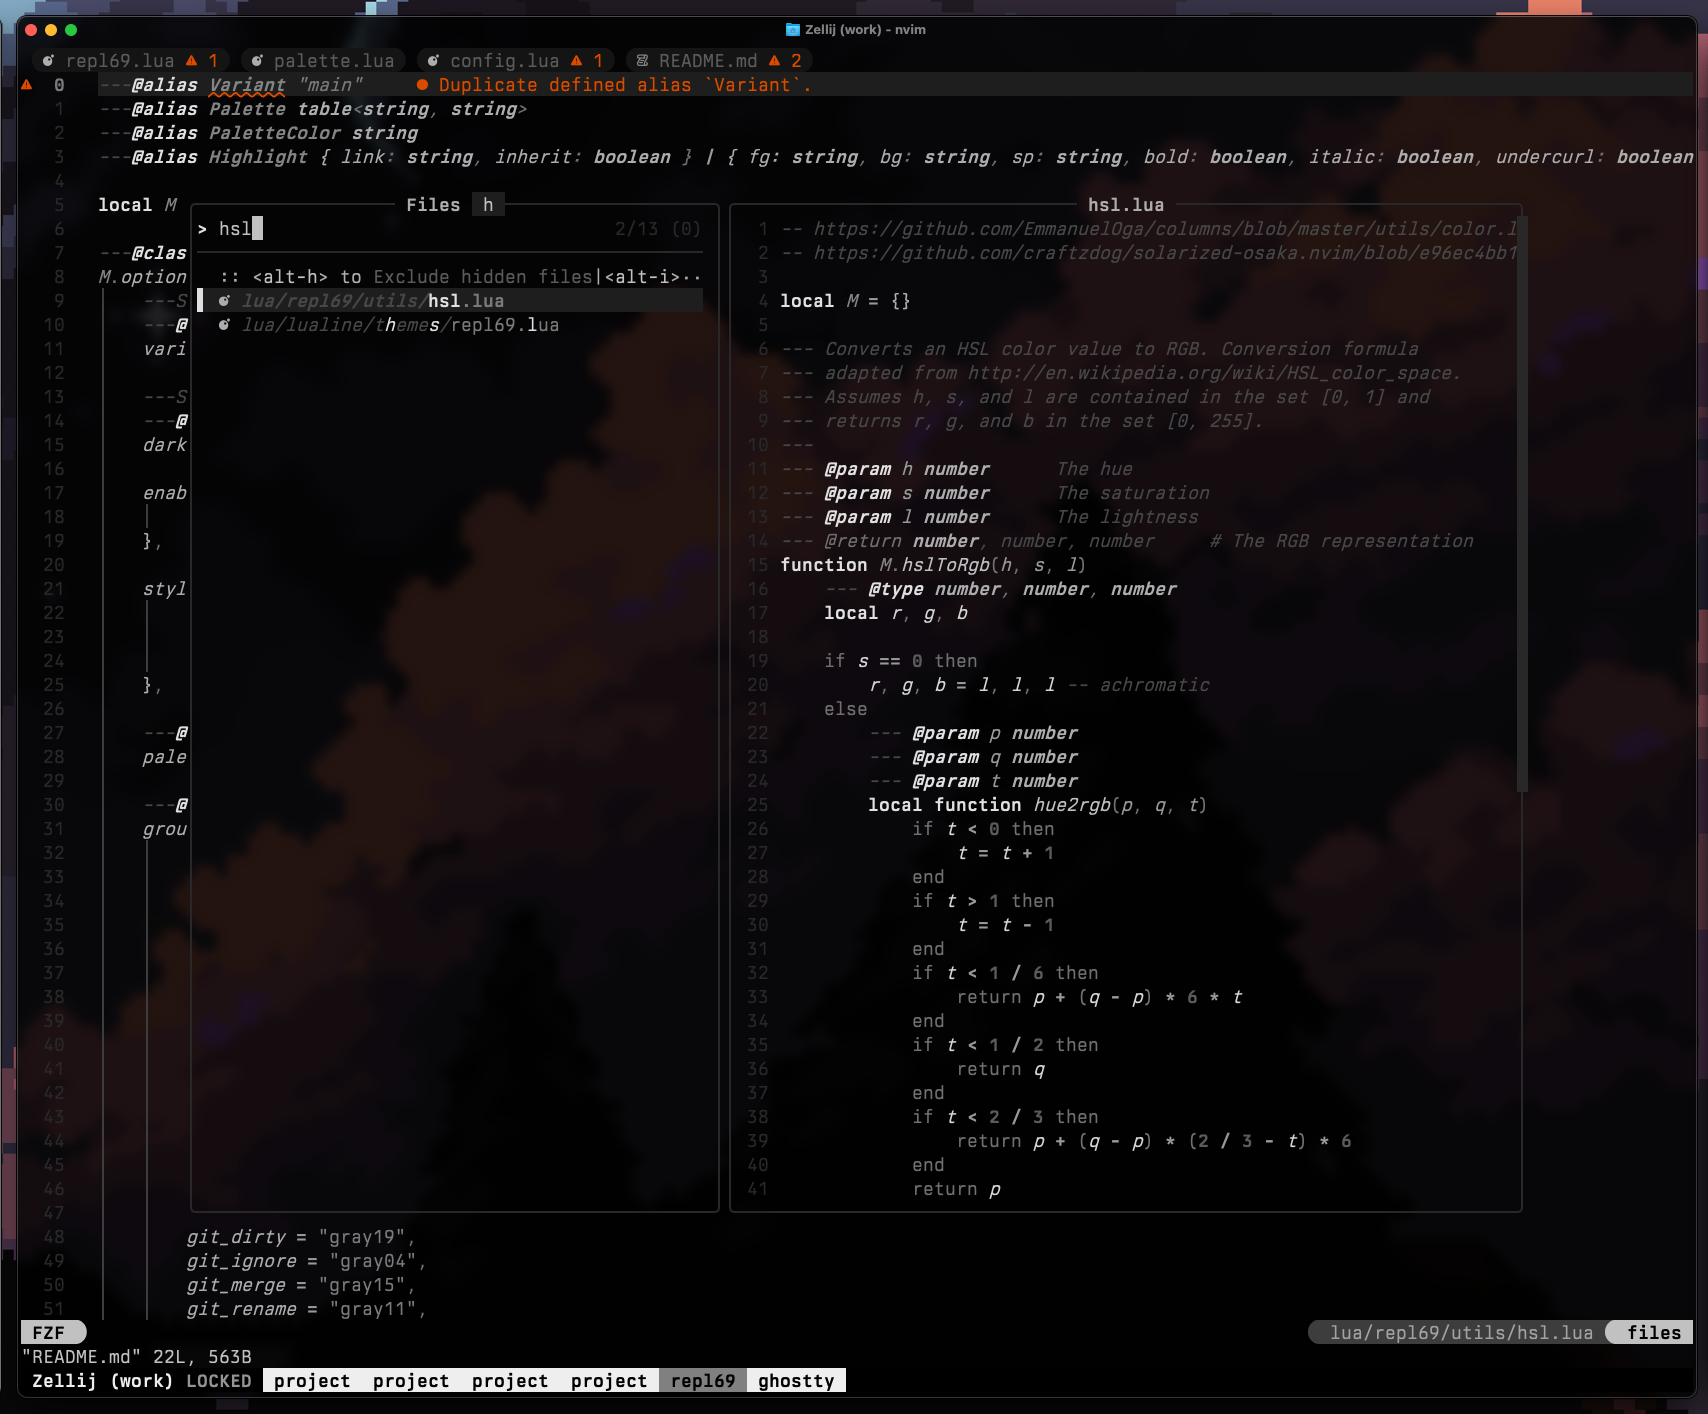 Zellij (work) - nvim
repl69.lua 1 palette.lua config.lua 1 README.md 2
0 ---@alias Variant "main" ● Duplicate defined alias `Variant`.
1 ---@alias Palette table<string, string>
2 ---@alias PaletteColor string
3 ---@alias Highlight { link: string, inherit: boolean } | { fg: string, bg: string, sp: string, bold: boolean, italic: boolean, undercurl: boolean
4
5 local M
6
7 ---@clas
8 M.option
9 ---S
10 ---@
11 vari
12
13 ---S
14 ---@
15 dark
16
17 enab
18
19 },
20
21 styl
22
23
24
25 },
26
27 ---@
28 pale
29
30 ---@
31 grou
32
33
34
35
36
37
38
39
40
41
42
43
44
45
46
47
48 git_dirty = "gray19",
49 git_ignore = "gray04",
50 git_merge = "gray15",
51 git_rename = "gray11",
Files h
> hsl 2/13 (0)
:: <alt-h> to Exclude hidden files|<alt-i>··
lua/repl69/utils/hsl.lua
lua/lualine/themes/repl69.lua
hsl.lua
1 -- https://github.com/EmmanuelOga/columns/blob/master/utils/color.l
2 -- https://github.com/craftzdog/solarized-osaka.nvim/blob/e96ec4bb1
3
4 local M = {}
5
6 --- Converts an HSL color value to RGB. Conversion formula
7 --- adapted from http://en.wikipedia.org/wiki/HSL_color_space.
8 --- Assumes h, s, and l are contained in the set [0, 1] and
9 --- returns r, g, and b in the set [0, 255].
10 ---
11 --- @param h number The hue
12 --- @param s number The saturation
13 --- @param l number The lightness
14 --- @return number, number, number # The RGB representation
15 function M.hslToRgb(h, s, l)
16 --- @type number, number, number
17 local r, g, b
18
19 if s == 0 then
20 r, g, b = l, l, l -- achromatic
21 else
22 --- @param p number
23 --- @param q number
24 --- @param t number
25 local function hue2rgb(p, q, t)
26 if t < 0 then
27 t = t + 1
28 end
29 if t > 1 then
30 t = t - 1
31 end
32 if t < 1 / 6 then
33 return p + (q - p) * 6 * t
34 end
35 if t < 1 / 2 then
36 return q
37 end
38 if t < 2 / 3 then
39 return p + (q - p) * (2 / 3 - t) * 6
40 end
41 return p
FZF lua/repl69/utils/hsl.lua files
"README.md" 22L, 563B
Zellij (work) LOCKED project project project project repl69 ghostty